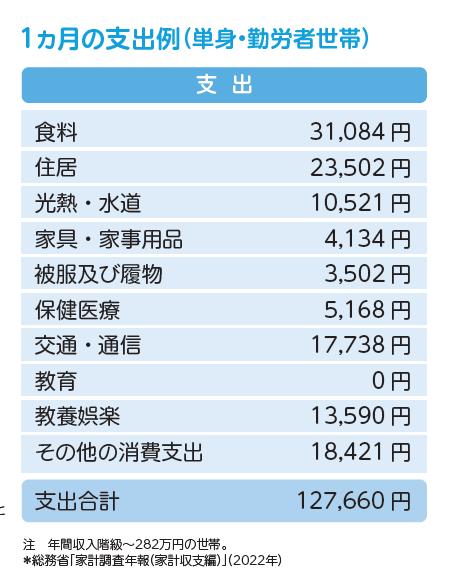 1ヵ月の支出例(単身・勤労者世帯)
支 出
食料 31,084 円
住居 23,502 円
光熱・水道 10,521 円
家具・家事用品 4,134 円
被服及び履物 3,502 円
保健医療 5,168 円
交通・通信 17,738 円
教育 0 円
教養娯楽 13,590 円
その他の消費支出 18,421 円
支出合計 127,660 円
と
注 年間収入階級〜282万円の世帯。
*総務省「家計調査年報(家計収支編)」(2022年)